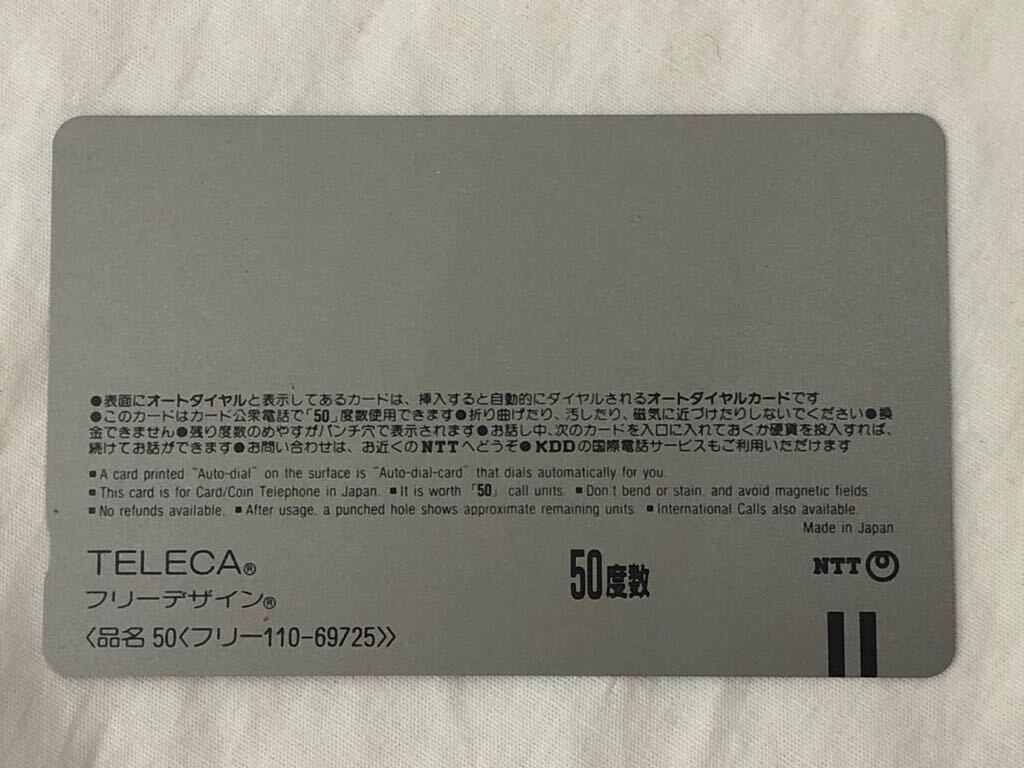 ●表面にオートダイヤルと表示してあるカードは、挿入すると自動的にダイヤルされるオートダイヤルカードです
●このカードはカード公衆電話で「50」度数使用できます●折り曲げたり、汚したり、磁気に近づけたりしないでください●換
金できません●残り度数のめやすがパンチ穴で表示されます●お話し中、次のカードを入口に入れておくか硬貨を投入すれば、
続けてお話ができます●お問い合わせは、お近くのNTTへどうぞ●KDDの国際電話サービスもご利用いただけます
■ A card printed "Auto-dial" on the surface is "Auto-dial-card" that dials automatically for you.
■ This card is for Card/Coin Telephone in Japan. ■ It is worth 「50」 call units. ■ Don't bend or stain, and avoid magnetic fields
■ No refunds available. ■ After usage, a punched hole shows approximate remaining units ■ International Calls also available.
Made in Japan
TELECA®
50度数
NTT
フリーデザイン®
〈品名 50〈フリー110-69725〉〉